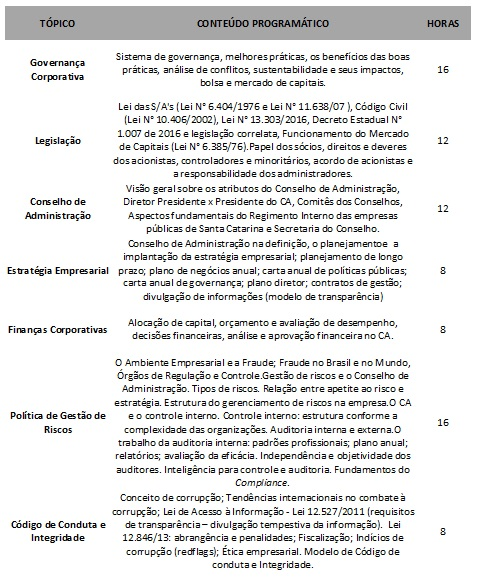 TÓPICO CONTEÚDO PROGRAMÁTICO HORAS
Governança Corporativa
Sistema de governança, melhores práticas, os benefícios das boas
práticas, análise de conflitos, sustentabilidade e seus impactos,
bolsa e mercado de capitais.
16
Legislação
Lei das S/A's (Lei N° 6.404/1976 e Lei N° 11.638/07 ), Código Civil
(Lei N° 10.406/2002), Lei N° 13.303/2016, Decreto Estadual N°
1.007 de 2016 e legislação correlata, Funcionamento do Mercado
de Capitais (Lei N° 6.385/76).Papel dos sócios, direitos e deveres
dos acionistas, controladores e minoritários, acordo de acionistas e
a responsabilidade dos administradores.
12
Conselho de
Administração
Visão geral sobre os atributos do Conselho de Administração,
Diretor Presidente x Presidente do CA, Comitês dos Conselhos,
Aspectos fundamentais do Regimento Interno das empresas
públicas de Santa Catarina e Secretaria do Conselho.
12
Estratégia Empresarial
Conselho de Administração na definição, o planejamento e a
implantação da estratégia empresarial; planejamento de longo
prazo; plano de negócios anual; carta anual de políticas públicas;
carta anual de governança; plano diretor; contratos de gestão;
divulgação de informações (modelo de transparência)
8
Finanças Corporativas
Alocação de capital, orçamento e avaliação de desempenho,
decisões financeiras, análise e aprovação financeira no CA.
8
Política de Gestão de
Riscos
O Ambiente Empresarial e a Fraude; Fraude no Brasil e no Mundo,
Órgãos de Regulação e Controle.Gestão de riscos e o Conselho de
Administração. Tipos de riscos. Relação entre apetite ao risco e
estratégia. Estrutura do gerenciamento de riscos na empresa.O CA
e o controle interno. Controle interno: estrutura conforme a
complexidade das organizações. Auditoria interna e externa.O
trabalho da auditoria interna: padrões profissionais; plano anual;
relatórios; avaliação da eficácia. Independência e objetividade dos
auditores. Inteligência para controle e auditoria. Fundamentos do
Compliance.
16
Código de Conduta e
Integridade
Conceito de corrupção; Tendências internacionais no combate à
corrupção; Lei de Acesso à Informação - Lei 12.527/2011 (requisitos
de transparência – divulgação tempestiva da informação). Lei
12.846/13: abrangência e penalidades; Fiscalização; Indícios de
corrupção (redflags); Ética empresarial. Modelo de Código de
conduta e Integridade.
8